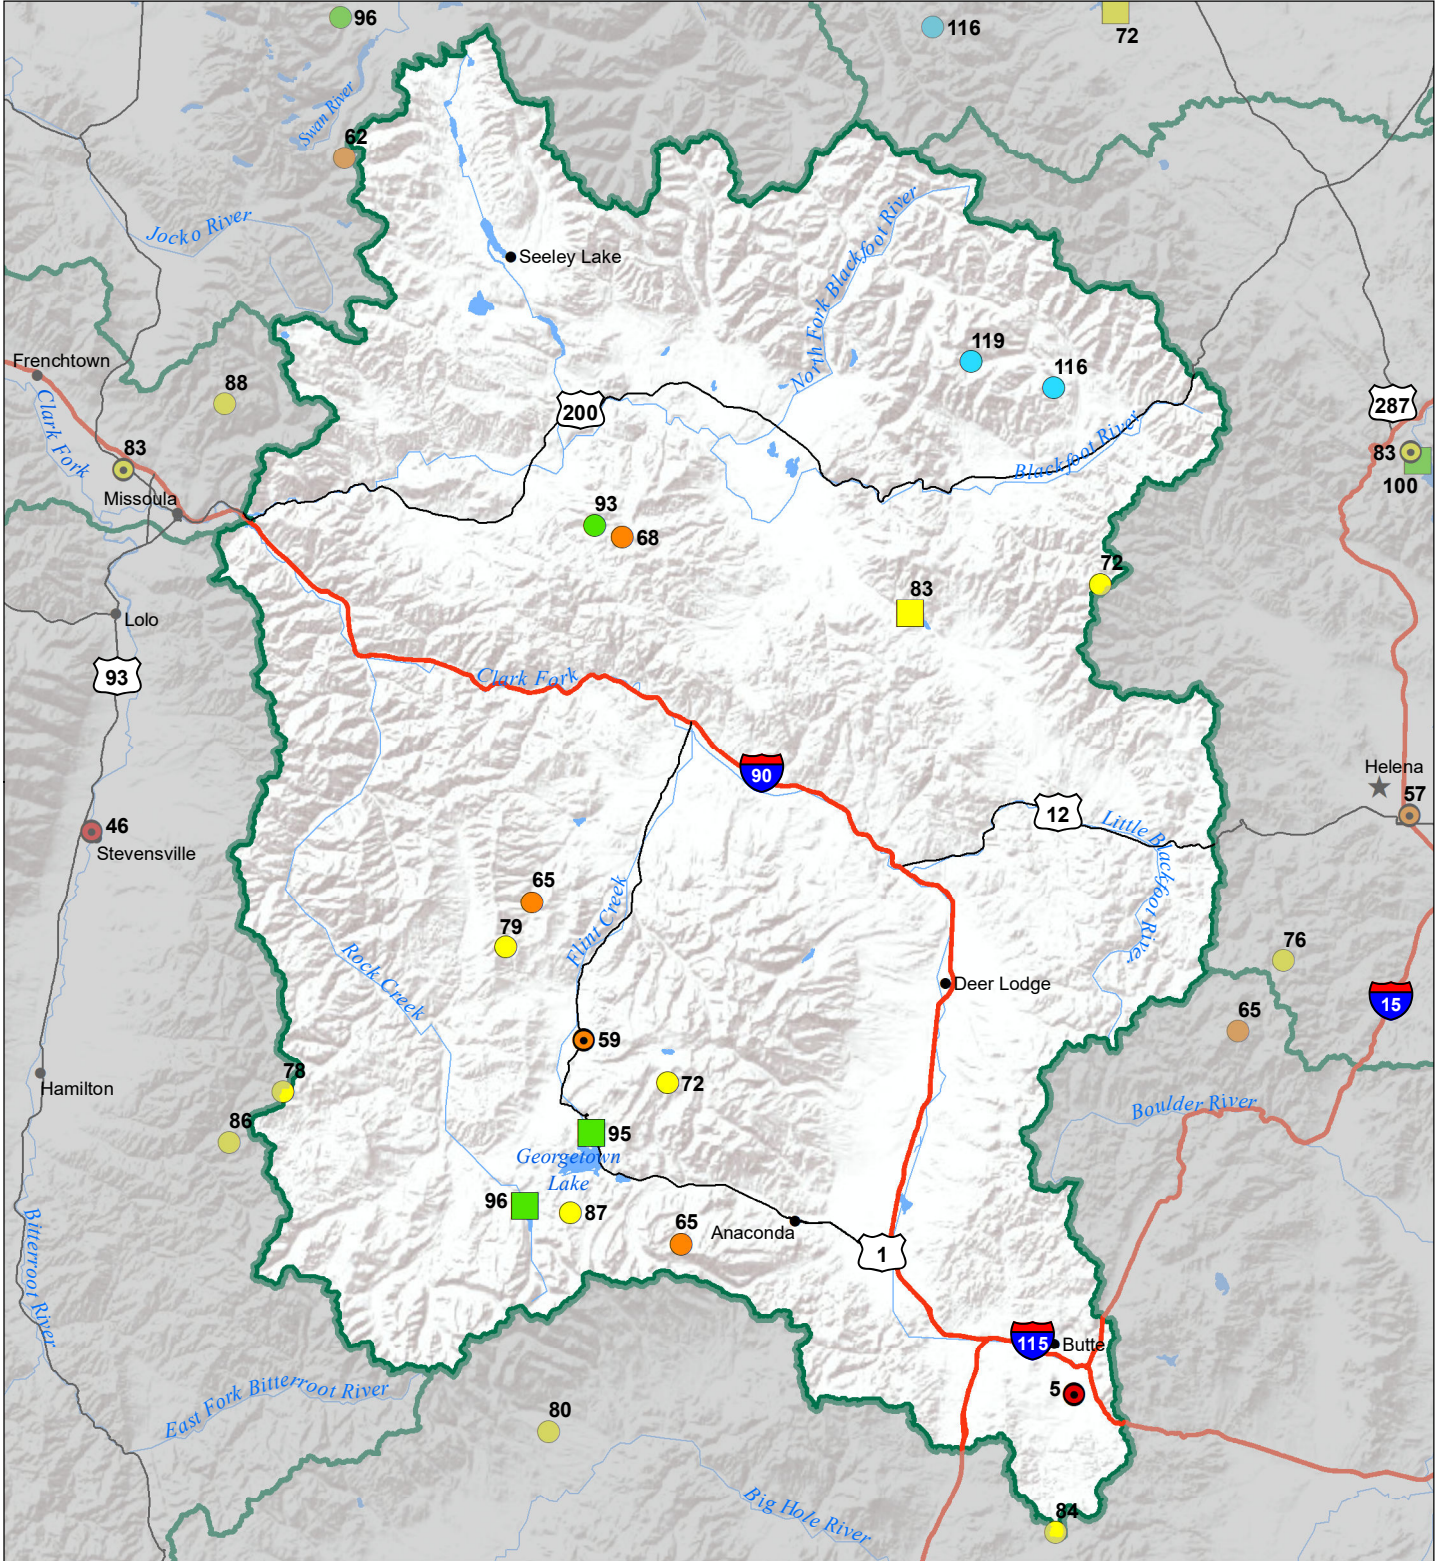 96
116
72
Swan River
62
Jocko River
Seeley Lake
North Fork Blackfoot River
119
116
Frenchtown
88
Clark Fork
200
287
83
Missoula
Blackfoot River
83
100
93
68
72
83
Lolo
93
Clark Fork
90
Helena
57
12
Little Blackfoot River
46
Stevensville
65
79
Flint Creek
Rock Creek
76
Deer Lodge
15
65
59
78
Hamilton
72
Boulder River
86
95
Georgetown
Lake
96
87
65
Anaconda
1
Bitterroot River
115
Butte
5
East Fork Bitterroot River
80
Big Hole River
84